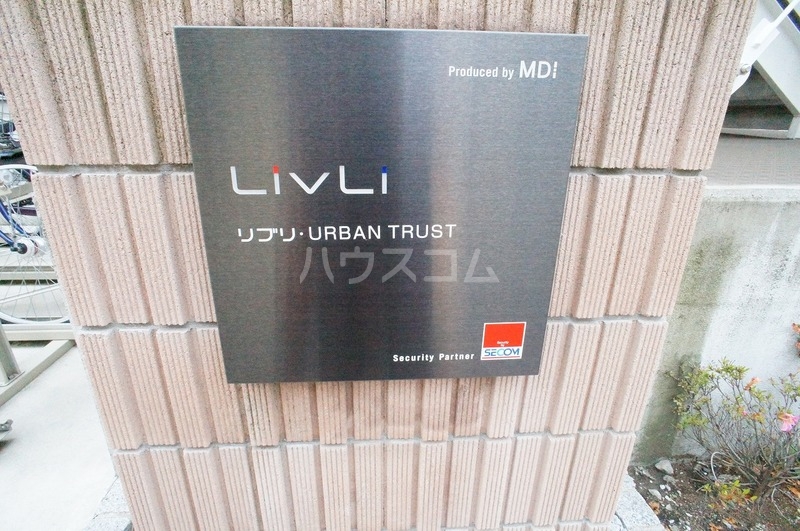 Produced by MDI
LivLi
リブリ・URBAN TRUST
ハウスコム
Security Partner
SECOM